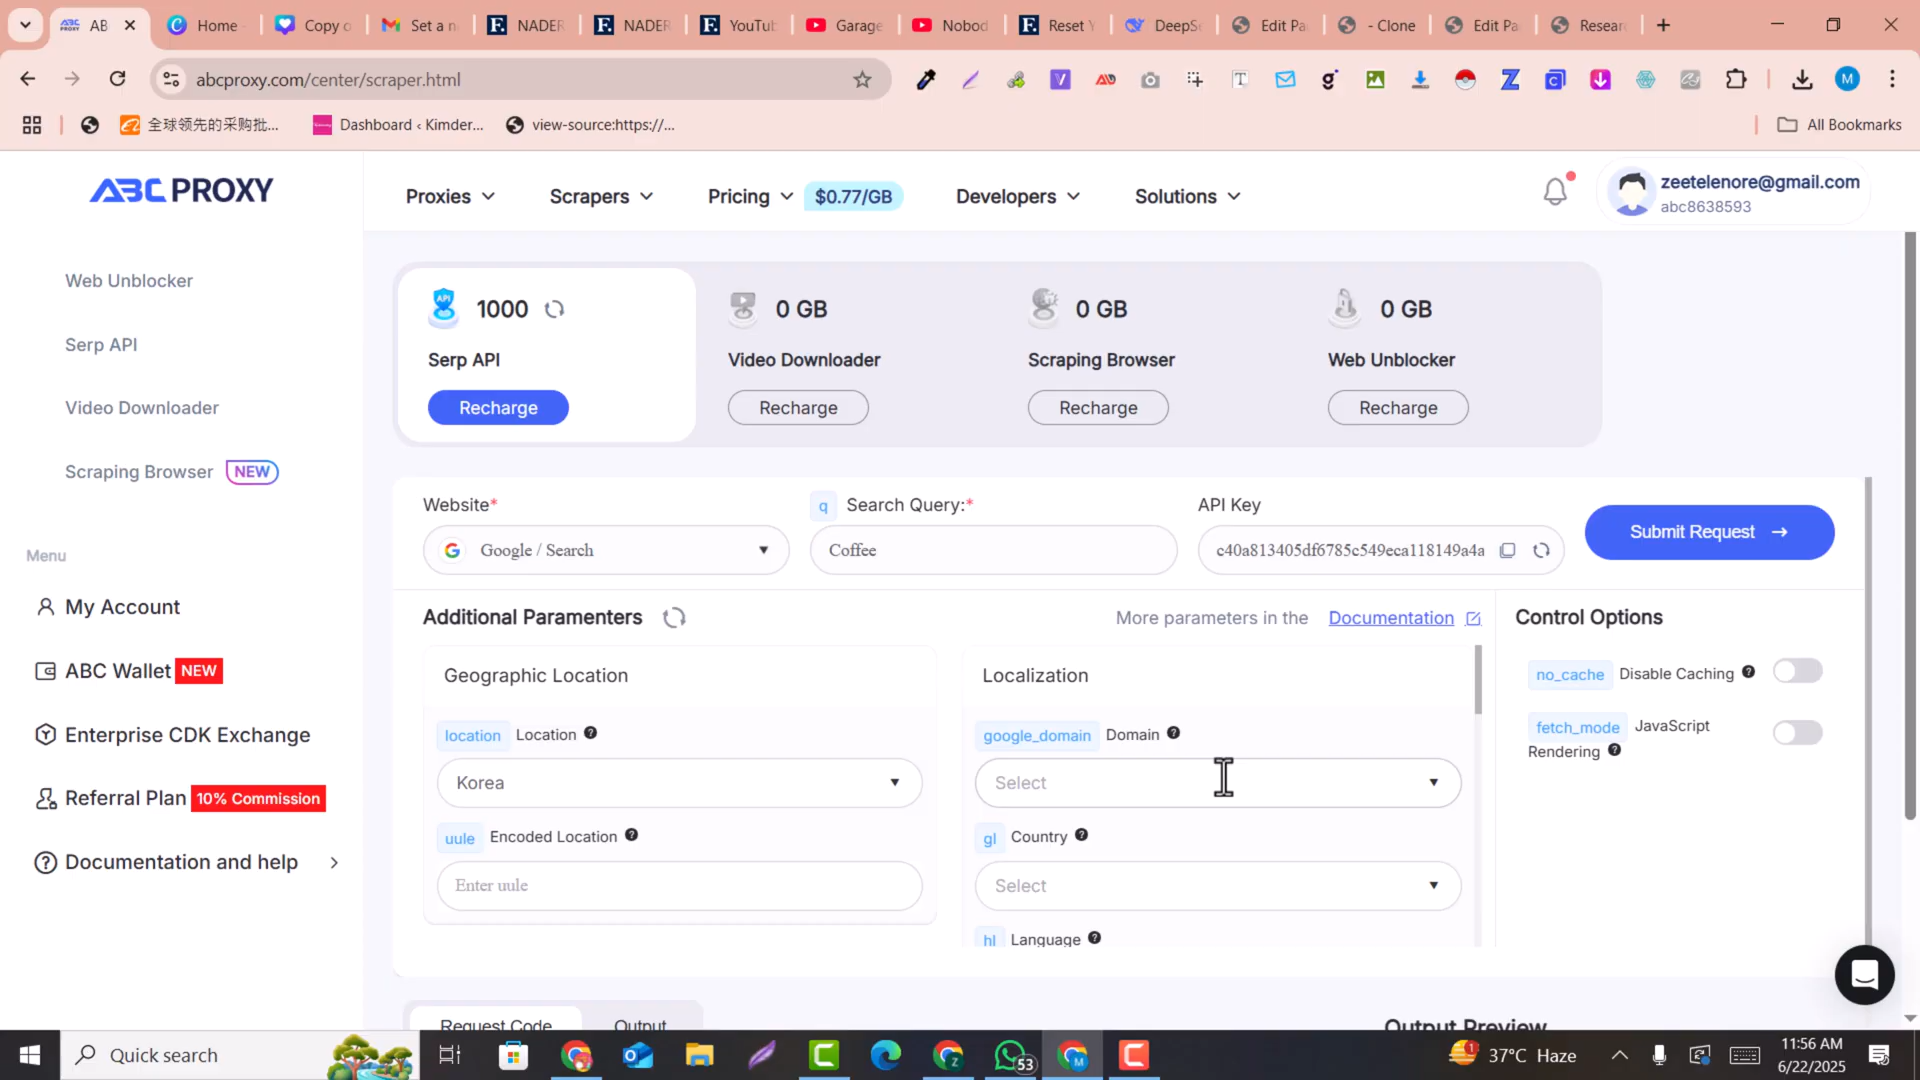 AB
Home
Copy o
Set a n
NADER
NADER
YouTub
Garage
Nobod
Reset Y
DeepSe
Edit Pa
- Clone
Edit Pa
Resear
abcproxy.com/center/scraper.html
全球领先的采购批...
Dashboard ‹ Kimder...
view-source:https://...
All Bookmarks
ABC PROXY
Proxies
Scrapers
Pricing
$0.77/GB
Developers
Solutions
zeetelenore@gmail.com
abc8638593
Web Unblocker
Serp API
Video Downloader
Scraping Browser NEW
Menu
My Account
ABC Wallet NEW
Enterprise CDK Exchange
Referral Plan 10% Commission
Documentation and help
API
1000
Serp API
Recharge
0 GB
Video Downloader
Recharge
0 GB
Scraping Browser
Recharge
0 GB
Web Unblocker
Recharge
Website*
Google / Search
q Search Query:*
Coffee
API Key
c40a813405df6785c549eca118149a4a
Submit Request
Additional Paramenters
More parameters in the Documentation
Geographic Location
location Location
Korea
uule Encoded Location
Enter uule
Localization
google_domain Domain
Select
gl Country
Select
hl Language
Control Options
no_cache Disable Caching
fetch_mode JavaScript
Rendering
Request Code
Output
Output Preview
Quick search
53
37°C Haze
11:56 AM
6/22/2025